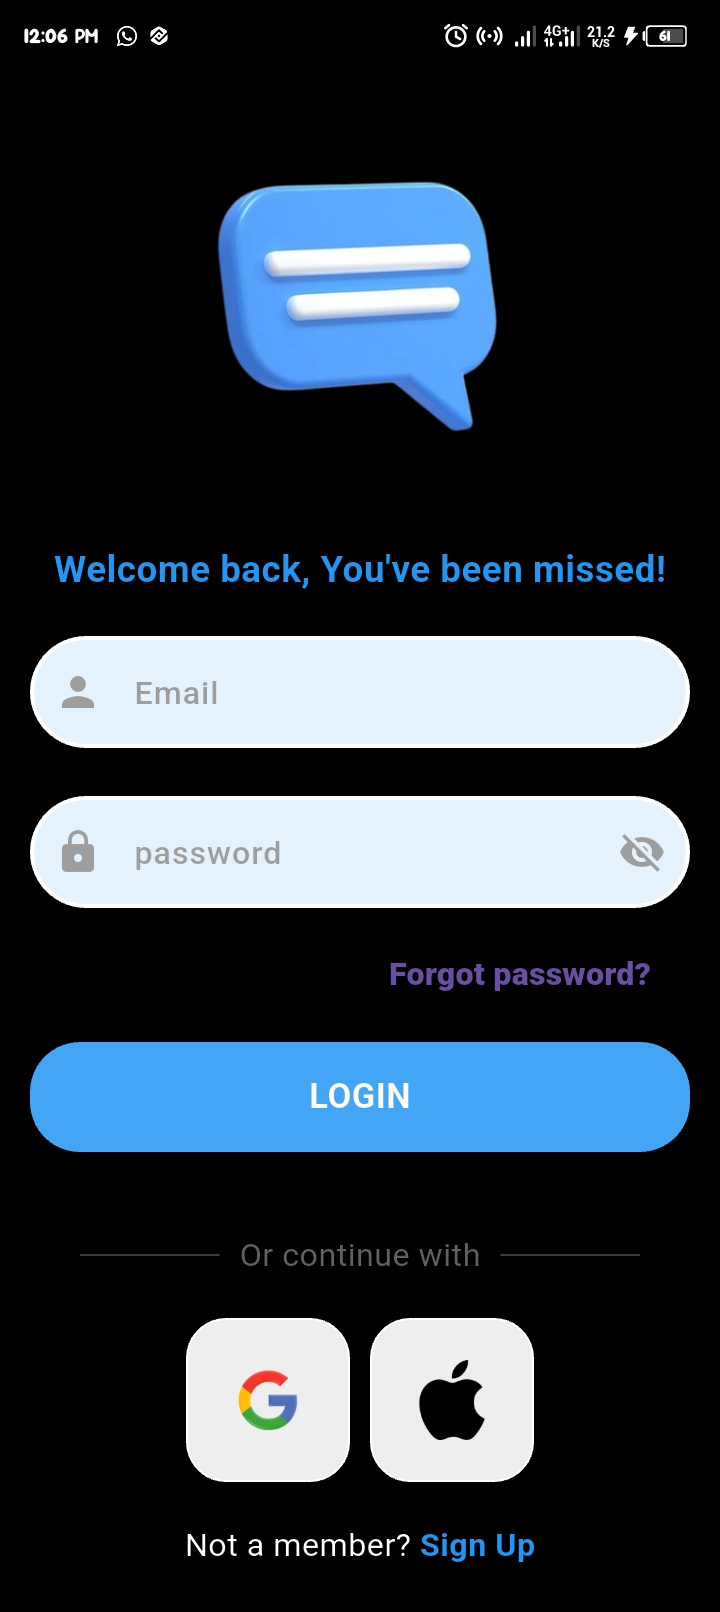 12:06 PM 4G+ 21.2 K/S 61
Welcome back, You've been missed!
Email
password
Forgot password?
LOGIN
Or continue with
Not a member? Sign Up